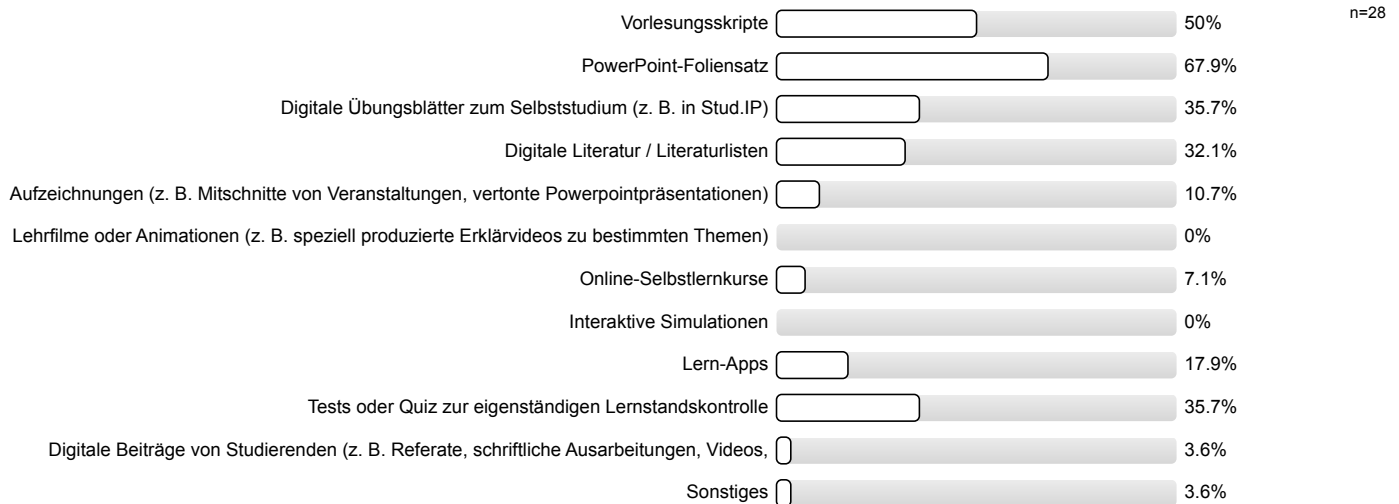 n=28
Vorlesungsskripte 50%
PowerPoint-Foliensatz 67.9%
Digitale Übungsblätter zum Selbststudium (z. B. in Stud.IP) 35.7%
Digitale Literatur / Literaturlisten 32.1%
Aufzeichnungen (z. B. Mitschnitte von Veranstaltungen, vertonte Powerpointpräsentationen) 10.7%
Lehrfilme oder Animationen (z. B. speziell produzierte Erklärvideos zu bestimmten Themen) 0%
Online-Selbstlernkurse 7.1%
Interaktive Simulationen 0%
Lern-Apps 17.9%
Tests oder Quiz zur eigenständigen Lernstandskontrolle 35.7%
Digitale Beiträge von Studierenden (z. B. Referate, schriftliche Ausarbeitungen, Videos, 3.6%
Sonstiges 3.6%